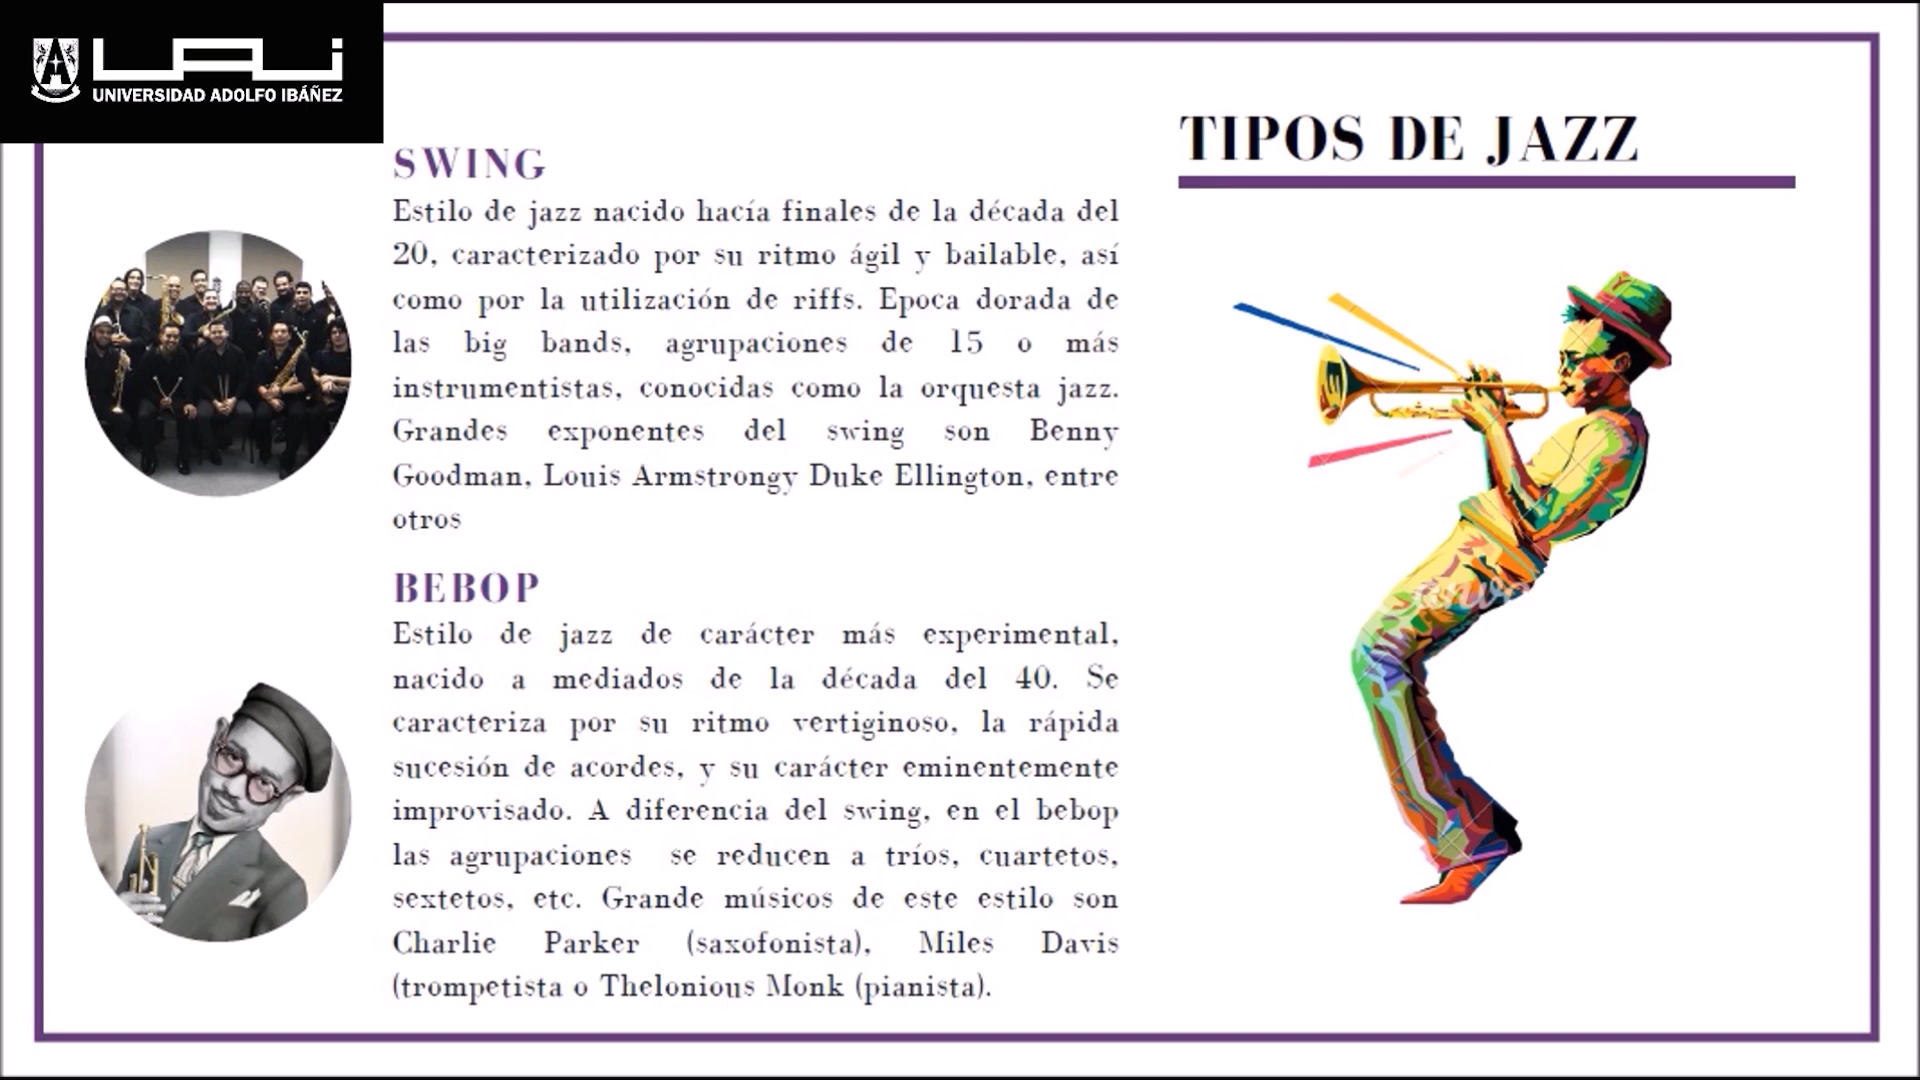 UAI
UNIVERSIDAD ADOLFO IBÁÑEZ
TIPOS DE JAZZ
SWING
Estilo de jazz nacido hacía finales de la década del
20, caracterizado por su ritmo ágil y bailable, así
como por la utilización de riffs. Epoca dorada de
las big bands, agrupaciones de 15 o más
instrumentistas, conocidas como la orquesta jazz.
Grandes exponentes del swing son Benny
Goodman, Louis Armstrongy Duke Ellington, entre
otros
BEBOP
Estilo de jazz de carácter más experimental,
nacido a mediados de la década del 40. Se
caracteriza por su ritmo vertiginoso, la rápida
sucesión de acordes, y su carácter eminentemente
improvisado. A diferencia del swing, en el bebop
las agrupaciones se reducen a tríos, cuartetos,
sextetos, etc. Grande músicos de este estilo son
Charlie Parker (saxofonista), Miles Davis
(trompetista o Thelonious Monk (pianista).
Canva